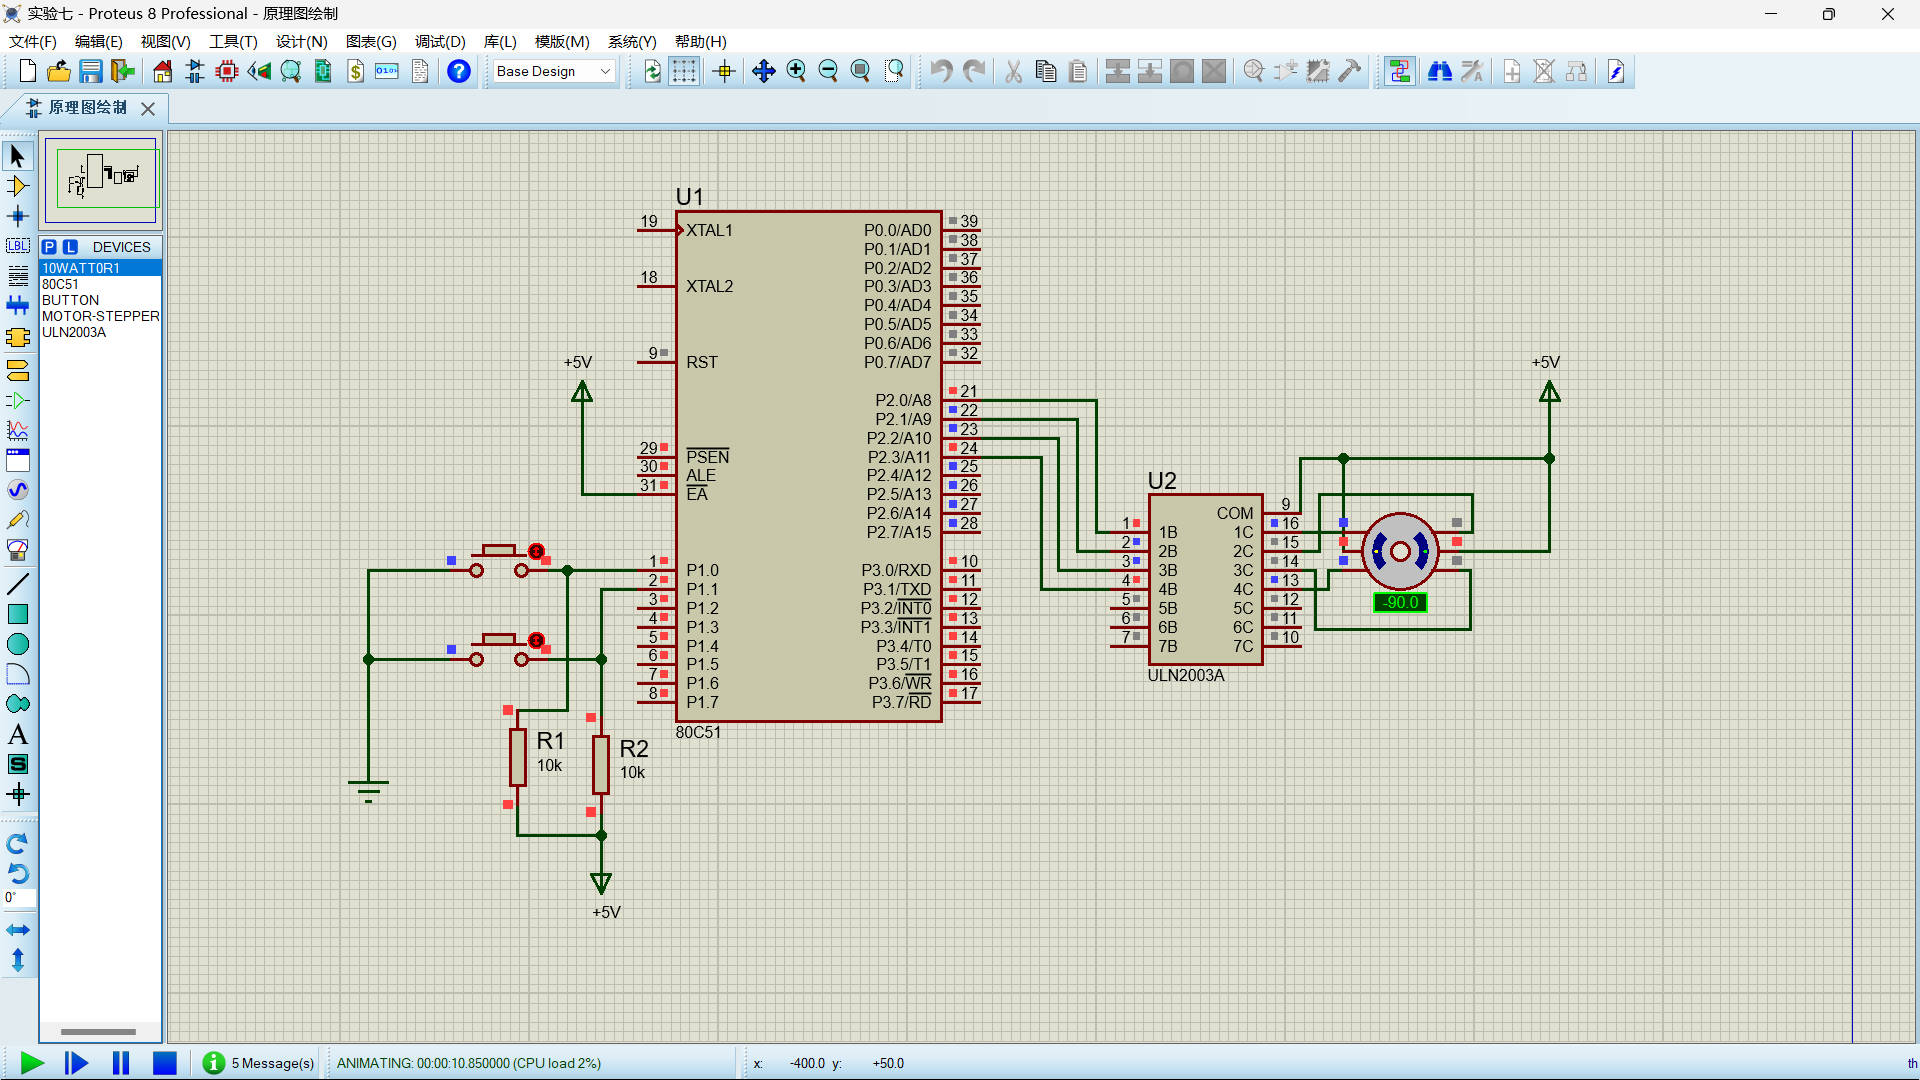 实验七 - Proteus 8 Professional - 原理图绘制
文件(F) 编辑(E) 视图(V) 工具(T) 设计(N) 图表(G) 调试(D) 库(L) 模版(M) 系统(Y) 帮助(H)
Base Design
原理图绘制
P L DEVICES
10WATT0R1
80C51
BUTTON
MOTOR-STEPPER
ULN2003A
LBL
A
S
0°
U1
19 XTAL1
18 XTAL2
9 RST
29 PSEN
30 ALE
31 EA
1 P1.0
2 P1.1
3 P1.2
4 P1.3
5 P1.4
6 P1.5
7 P1.6
8 P1.7
P0.0/AD0 39
P0.1/AD1 38
P0.2/AD2 37
P0.3/AD3 36
P0.4/AD4 35
P0.5/AD5 34
P0.6/AD6 33
P0.7/AD7 32
P2.0/A8 21
P2.1/A9 22
P2.2/A10 23
P2.3/A11 24
P2.4/A12 25
P2.5/A13 26
P2.6/A14 27
P2.7/A15 28
P3.0/RXD 10
P3.1/TXD 11
P3.2/INT0 12
P3.3/INT1 13
P3.4/T0 14
P3.5/T1 15
P3.6/WR 16
P3.7/RD 17
80C51
+5V
R1
10k
R2
10k
+5V
U2
1 1B
2 2B
3 3B
4 4B
5 5B
6 6B
7 7B
COM 9
1C 16
2C 15
3C 14
4C 13
5C 12
6C 11
7C 10
ULN2003A
+5V
-90.0
5 Message(s)
ANIMATING: 00:00:10.850000 (CPU load 2%)
x: -400.0 y: +50.0
th